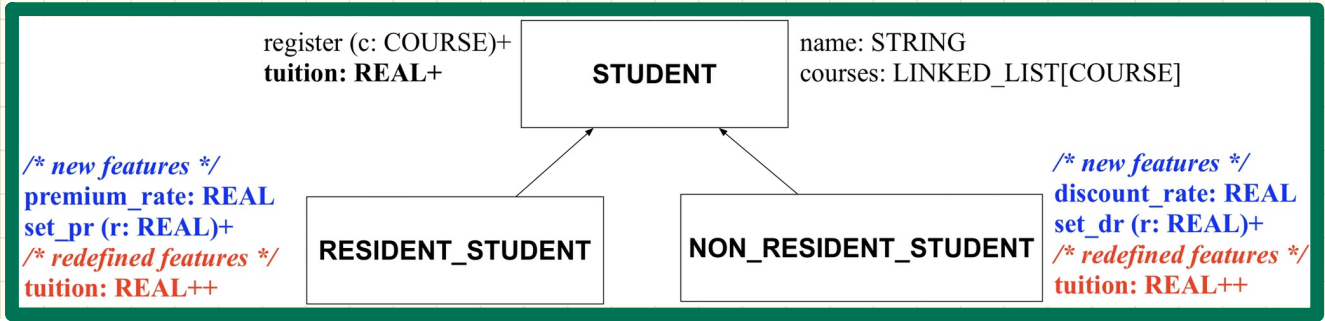 register (c: COURSE)+
tuition: REAL+
STUDENT
name: STRING
courses: LINKED_LIST[COURSE]
/* new features */
premium_rate: REAL
set_pr (r: REAL)+
/* redefined features */
tuition: REAL++
RESIDENT_STUDENT
NON_RESIDENT_STUDENT
/* new features */
discount_rate: REAL
set_dr (r: REAL)+
/* redefined features */
tuition: REAL++